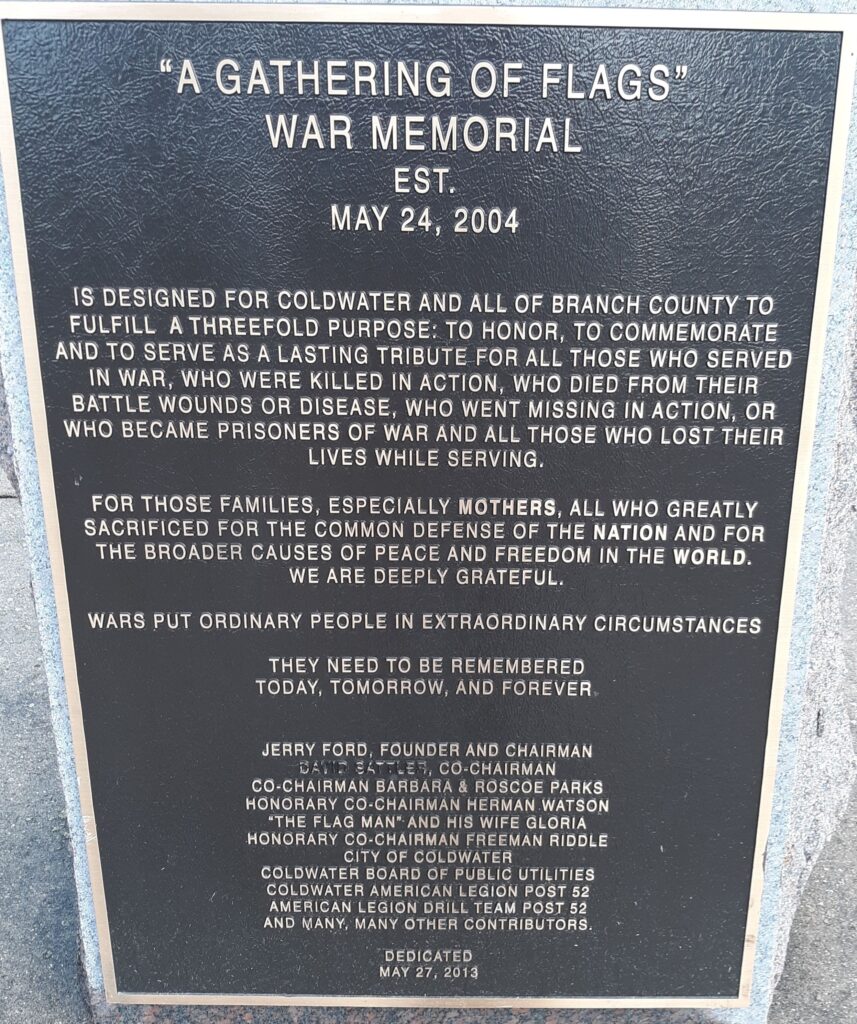 “A GATHERING OF FLAGS”
WAR MEMORIAL
EST.
MAY 24, 2004
IS DESIGNED FOR COLDWATER AND ALL OF BRANCH COUNTY TO
FULFILL A THREEFOLD PURPOSE: TO HONOR, TO COMMEMORATE
AND TO SERVE AS A LASTING TRIBUTE FOR ALL THOSE WHO SERVED
IN WAR, WHO WERE KILLED IN ACTION, WHO DIED FROM THEIR
BATTLE WOUNDS OR DISEASE, WHO WENT MISSING IN ACTION, OR
WHO BECAME PRISONERS OF WAR AND ALL THOSE WHO LOST THEIR
LIVES WHILE SERVING.
FOR THOSE FAMILIES, ESPECIALLY MOTHERS, ALL WHO GREATLY
SACRIFICED FOR THE COMMON DEFENSE OF THE NATION AND FOR
THE BROADER CAUSES OF PEACE AND FREEDOM IN THE WORLD.
WE ARE DEEPLY GRATEFUL.
WARS PUT ORDINARY PEOPLE IN EXTRAORDINARY CIRCUMSTANCES
THEY NEED TO BE REMEMBERED
TODAY, TOMORROW, AND FOREVER
JERRY FORD, FOUNDER AND CHAIRMAN
DAVID SATTLER, CO-CHAIRMAN
CO-CHAIRMAN BARBARA & ROSCOE PARKS
HONORARY CO-CHAIRMAN HERMAN WATSON
“THE FLAG MAN” AND HIS WIFE GLORIA
HONORARY CO-CHAIRMAN FREEMAN RIDDLE
CITY OF COLDWATER
COLDWATER BOARD OF PUBLIC UTILITIES
COLDWATER AMERICAN LEGION POST 52
AMERICAN LEGION DRILL TEAM POST 52
AND MANY, MANY OTHER CONTRIBUTORS.
DEDICATED
MAY 27, 2013